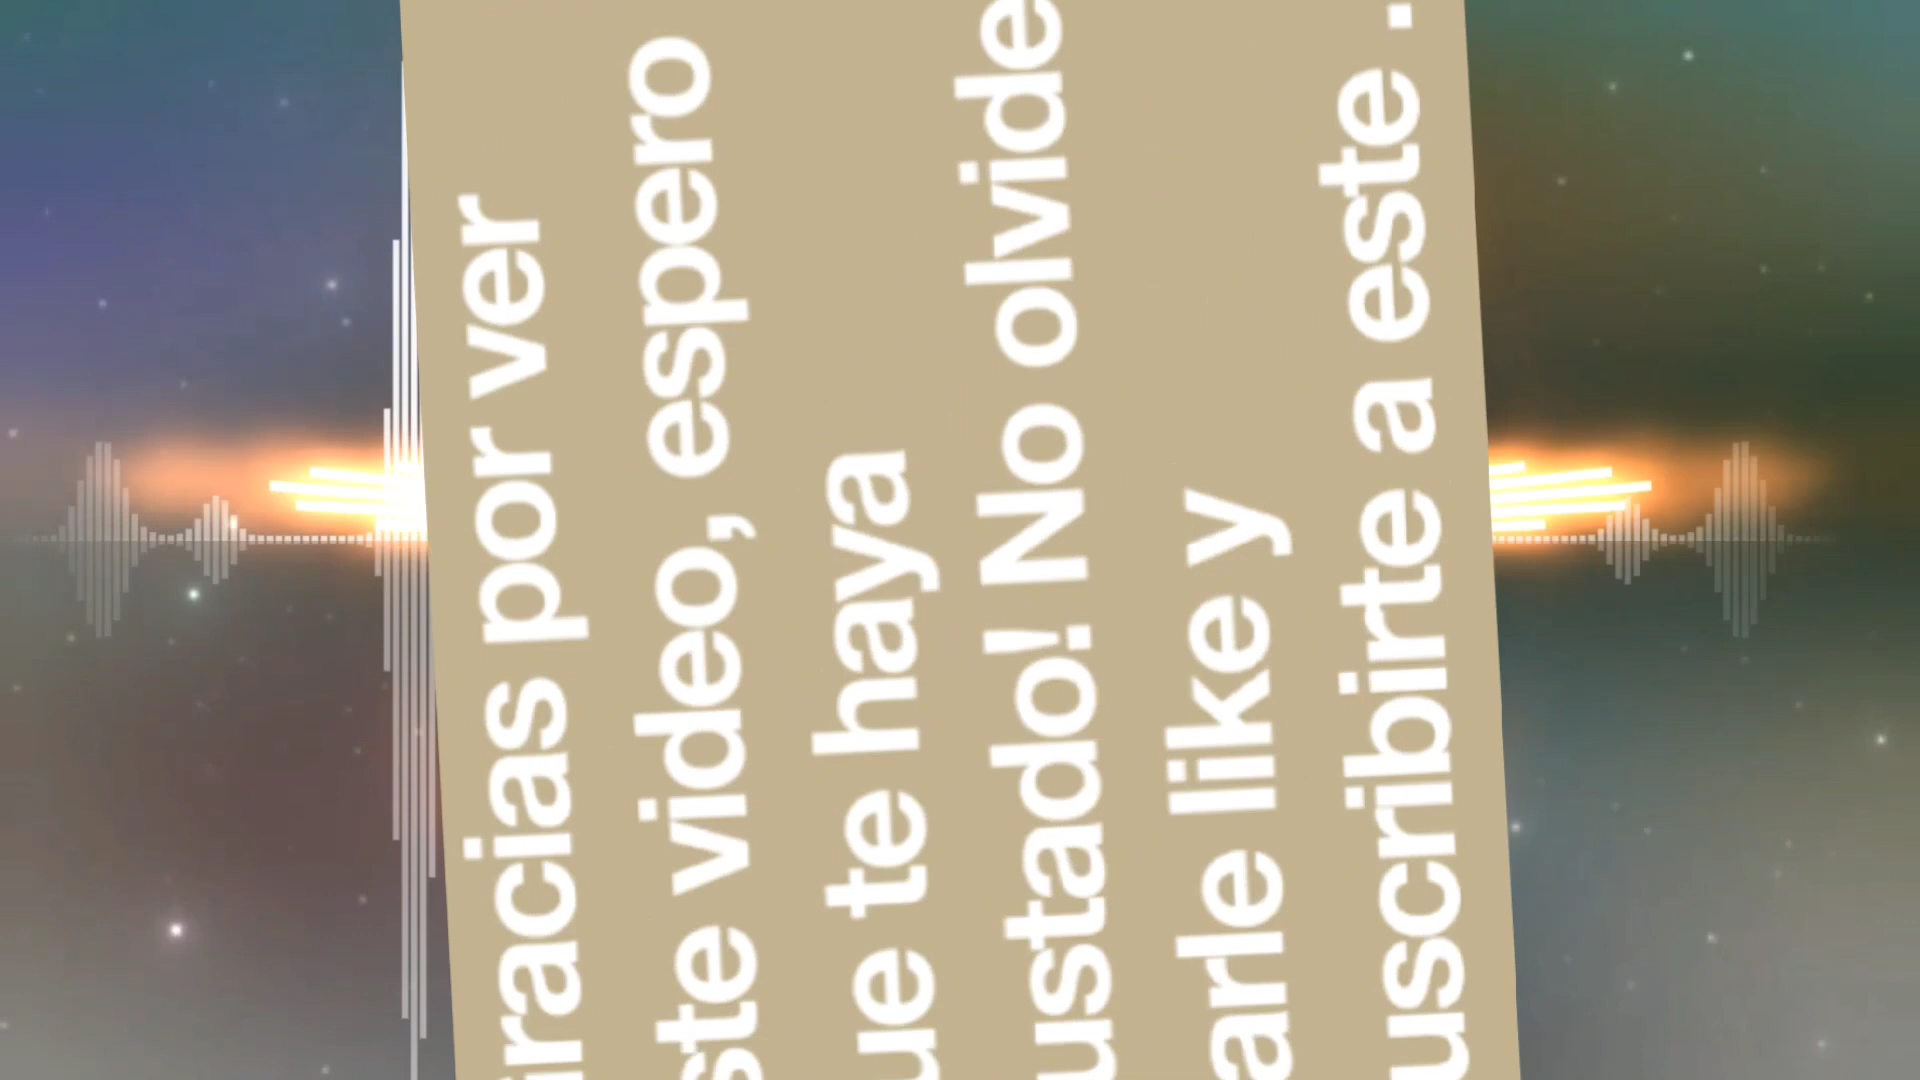 racias por ver
ste video, espero
ue te haya
ustado! No olvide
arle like y
uscribirte a este .